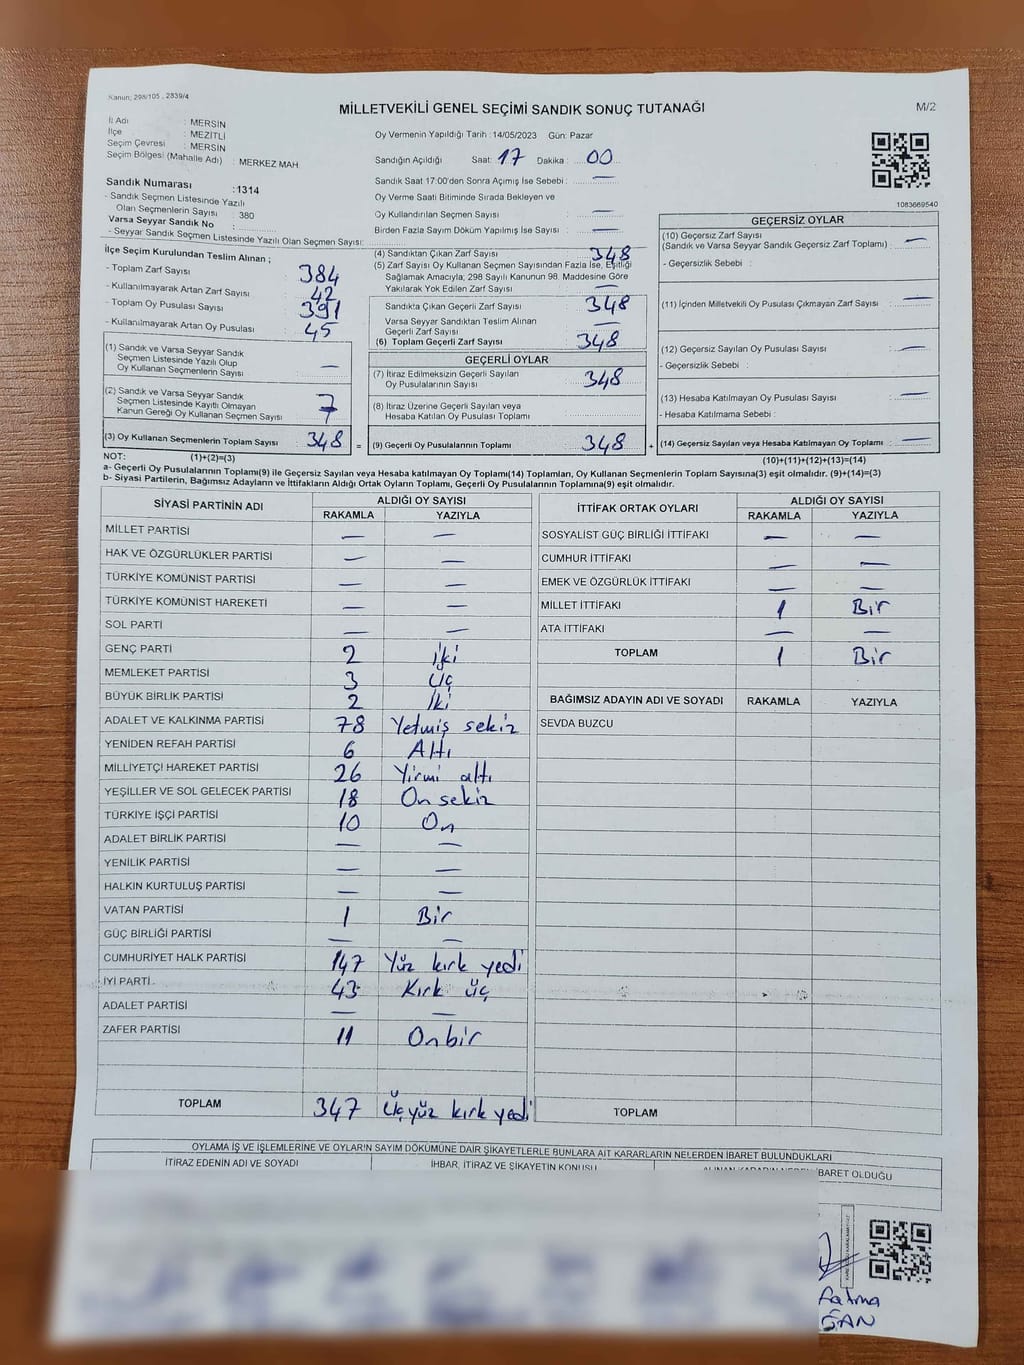 Kanun; 298/105 , 2839/4
MİLLETVEKİLİ GENEL SEÇİMİ SANDIK SONUÇ TUTANAĞI
M/2
İl Adı : MERSİN
İlçe : MEZİTLİ
Seçim Çevresi : MERSİN
Seçim Bölgesi (Mahalle Adı) : MERKEZ MAH
Sandık Numarası :1314
- Sandık Seçmen Listesinde Yazılı
Olan Seçmenlerin Sayısı : 380
Varsa Seyyar Sandık No :
- Seyyar Sandık Seçmen Listesinde Yazılı Olan Seçmen Sayısı:
Oy Vermenin Yapıldığı Tarih : 14/05/2023 Gün: Pazar
Sandığın Açıldığı Saat: 17 Dakika : 00
Sandık Saat 17:00'den Sonra Açımış İse Sebebi : —
Oy Verme Saati Bitiminde Sırada Bekleyen ve
Oy Kullandırılan Seçmen Sayısı : —
Birden Fazla Sayım Döküm Yapılmış İse Sayısı : —
1083669540
İlçe Seçim Kurulundan Teslim Alınan ;
- Toplam Zarf Sayısı : 384
- Kullanılmayarak Artan Zarf Sayısı : 42
- Toplam Oy Pusulası Sayısı : 391
- Kullanılmayarak Artan Oy Pusulası : 45
(1) Sandık ve Varsa Seyyar Sandık
Seçmen Listesinde Yazılı Olup
Oy Kullanan Seçmenlerin Sayısı : —
(2) Sandık ve Varsa Seyyar Sandık
Seçmen Listesinde Kayıtlı Olmayan
Kanun Gereği Oy Kullanan Seçmen Sayısı : 7
(3) Oy Kullanan Seçmenlerin Toplam Sayısı : 348 =
(4) Sandıktan Çıkan Zarf Sayısı : 348
(5) Zarf Sayısı Oy Kullanan Seçmen Sayısından Fazla İse, Eşitliği
Sağlamak Amacıyla, 298 Sayılı Kanunun 98. Maddesine Göre
Yakılarak Yok Edilen Zarf Sayısı : —
Sandıkta Çıkan Geçerli Zarf Sayısı : 348
Varsa Seyyar Sandıktan Teslim Alınan
Geçerli Zarf Sayısı : —
(6) Toplam Geçerli Zarf Sayısı : 348
GEÇERLİ OYLAR
(7) İtiraz Edilmeksizin Geçerli Sayılan
Oy Pusulalarının Sayısı : 348
(8) İtiraz Üzerine Geçerli Sayılan veya
Hesaba Katılan Oy Pusulası Toplamı :
(9) Geçerli Oy Pusulalarının Toplamı : 348 +
GEÇERSİZ OYLAR
(10) Geçersiz Zarf Sayısı : —
(Sandık ve Varsa Seyyar Sandık Geçersiz Zarf Toplamı)
- Geçersizlik Sebebi :
(11) İçinden Milletvekili Oy Pusulası Çıkmayan Zarf Sayısı : —
(12) Geçersiz Sayılan Oy Pusulası Sayısı : —
- Geçersizlik Sebebi :
(13) Hesaba Katılmayan Oy Pusulası Sayısı : —
- Hesaba Katılmama Sebebi :
(14) Geçersiz Sayılan veya Hesaba Katılmayan Oy Toplamı : —
NOT: (1)+(2)=(3)
(10)+(11)+(12)+(13)=(14)
a- Geçerli Oy Pusulalarının Toplamı(9) ile Geçersiz Sayılan veya Hesaba katılmayan Oy Toplamı(14) Toplamları, Oy Kullanan Seçmenlerin Toplam Sayısına(3) eşit olmalıdır. (9)+(14)=(3)
b- Siyasi Partilerin, Bağımsız Adayların ve İttifakların Aldığı Ortak Oyların Toplamı, Geçerli Oy Pusulalarının Toplamına(9) eşit olmalıdır.
SİYASİ PARTİNİN ADI ALDIĞI OY SAYISI
RAKAMLA YAZIYLA
MİLLET PARTİSİ — —
HAK VE ÖZGÜRLÜKLER PARTİSİ — —
TÜRKİYE KOMÜNİST PARTİSİ — —
TÜRKİYE KOMÜNİST HAREKETİ — —
SOL PARTİ — —
GENÇ PARTİ 2 İki
MEMLEKET PARTİSİ 3 Üç
BÜYÜK BİRLİK PARTİSİ 2 İki
ADALET VE KALKINMA PARTİSİ 78 Yetmiş sekiz
YENİDEN REFAH PARTİSİ 6 Altı
MİLLİYETÇİ HAREKET PARTİSİ 26 Yirmi altı
YEŞİLLER VE SOL GELECEK PARTİSİ 18 On sekiz
TÜRKİYE İŞÇİ PARTİSİ 10 On
ADALET BİRLİK PARTİSİ — —
YENİLİK PARTİSİ — —
HALKIN KURTULUŞ PARTİSİ — —
VATAN PARTİSİ 1 Bir
GÜÇ BİRLİĞİ PARTİSİ — —
CUMHURİYET HALK PARTİSİ 147 Yüz kırk yedi
İYİ PARTİ 43 Kırk üç
ADALET PARTİSİ — —
ZAFER PARTİSİ 11 Onbir
TOPLAM 347 Üçyüz kırk yedi
İTTİFAK ORTAK OYLARI ALDIĞI OY SAYISI
RAKAMLA YAZIYLA
SOSYALİST GÜÇ BİRLİĞİ İTTİFAKI — —
CUMHUR İTTİFAKI — —
EMEK VE ÖZGÜRLÜK İTTİFAKI — —
MİLLET İTTİFAKI 1 Bir
ATA İTTİFAKI — —
TOPLAM 1 Bir
BAĞIMSIZ ADAYIN ADI VE SOYADI RAKAMLA YAZIYLA
SEVDA BUZCU
TOPLAM
OYLAMA İŞ VE İŞLEMLERİNE VE OYLARIN SAYIM DÖKÜMÜNE DAİR ŞİKAYETLERLE BUNLARA AİT KARARLARIN NELERDEN İBARET BULUNDUKLARI
İTİRAZ EDENİN ADI VE SOYADI İHBAR, İTİRAZ VE ŞİKAYETİN KONUSU ALINAN KARARIN NEDEN İBARET OLDUĞU
Fatma
ĞAN